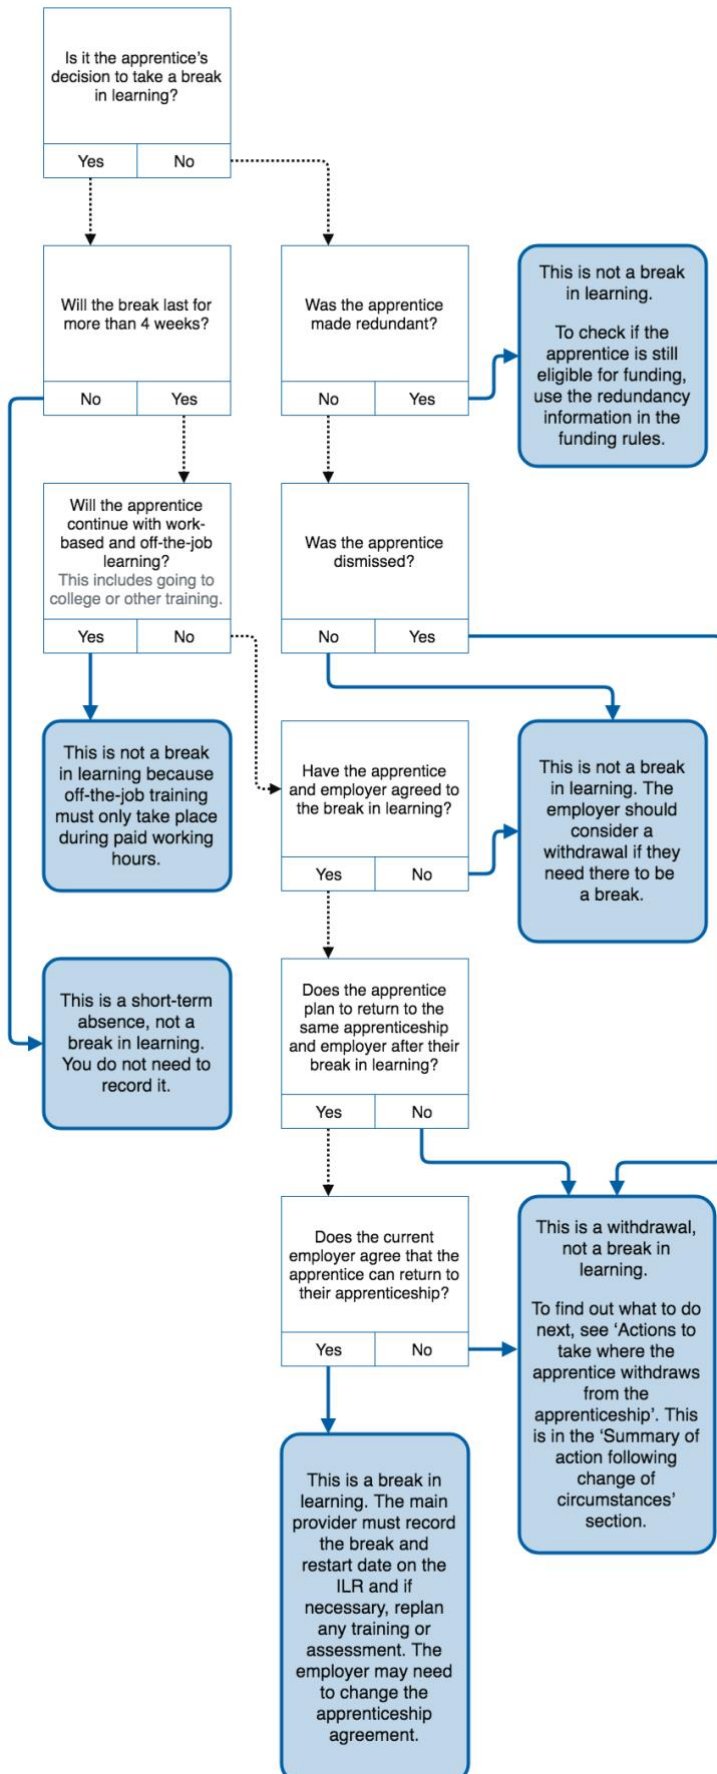 Is it the apprentice's
decision to take a break
in learning?
Yes
No
Will the break last for
more than 4 weeks?
No
Yes
Was the apprentice
made redundant?
No
Yes
This is not a break
in learning.
To check if the
apprentice is still
eligible for funding,
use the redundancy
information in the
funding rules.
Will the apprentice
continue with work-
based and off-the-job
learning?
This includes going to
college or other training.
Yes
No
Was the apprentice
dismissed?
No
Yes
This is not a break
in learning because
off-the-job training
must only take place
during paid working
hours.
Have the apprentice
and employer agreed to
the break in learning?
Yes
No
This is not a break
in learning. The
employer should
consider a
withdrawal if they
need there to be
a break.
This is a short-term
absence, not a
break in learning.
You do not need to
record it.
Does the apprentice
plan to return to the
same apprenticeship
and employer after their
break in learning?
Yes
No
Does the current
employer agree that the
apprentice can return to
their apprenticeship?
Yes
No
This is a withdrawal,
not a break in
learning.
To find out what to do
next, see ‘Actions to
take where the
apprentice withdraws
from the
apprenticeship’. This
is in the ‘Summary of
action following
change of
circumstances’
section.
This is a break in
learning. The main
provider must record
the break and
restart date on the
ILR and if
necessary, replan
any training or
assessment. The
employer may need
to change the
apprenticeship
agreement.